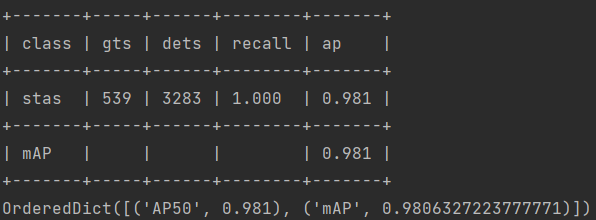 +-------+-----+------+--------+-------+
| class | gts | dets | recall | ap    |
+-------+-----+------+--------+-------+
| stas  | 539 | 3283 | 1.000  | 0.981 |
+-------+-----+------+--------+-------+
| mAP   |     |      |        | 0.981 |
+-------+-----+------+--------+-------+
OrderedDict([('AP50', 0.981), ('mAP', 0.9806327223777771)])